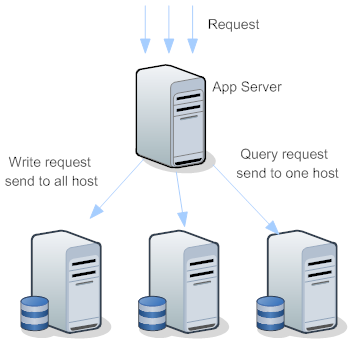 Request
App Server
Write request
send to all host
Query request
send to one host